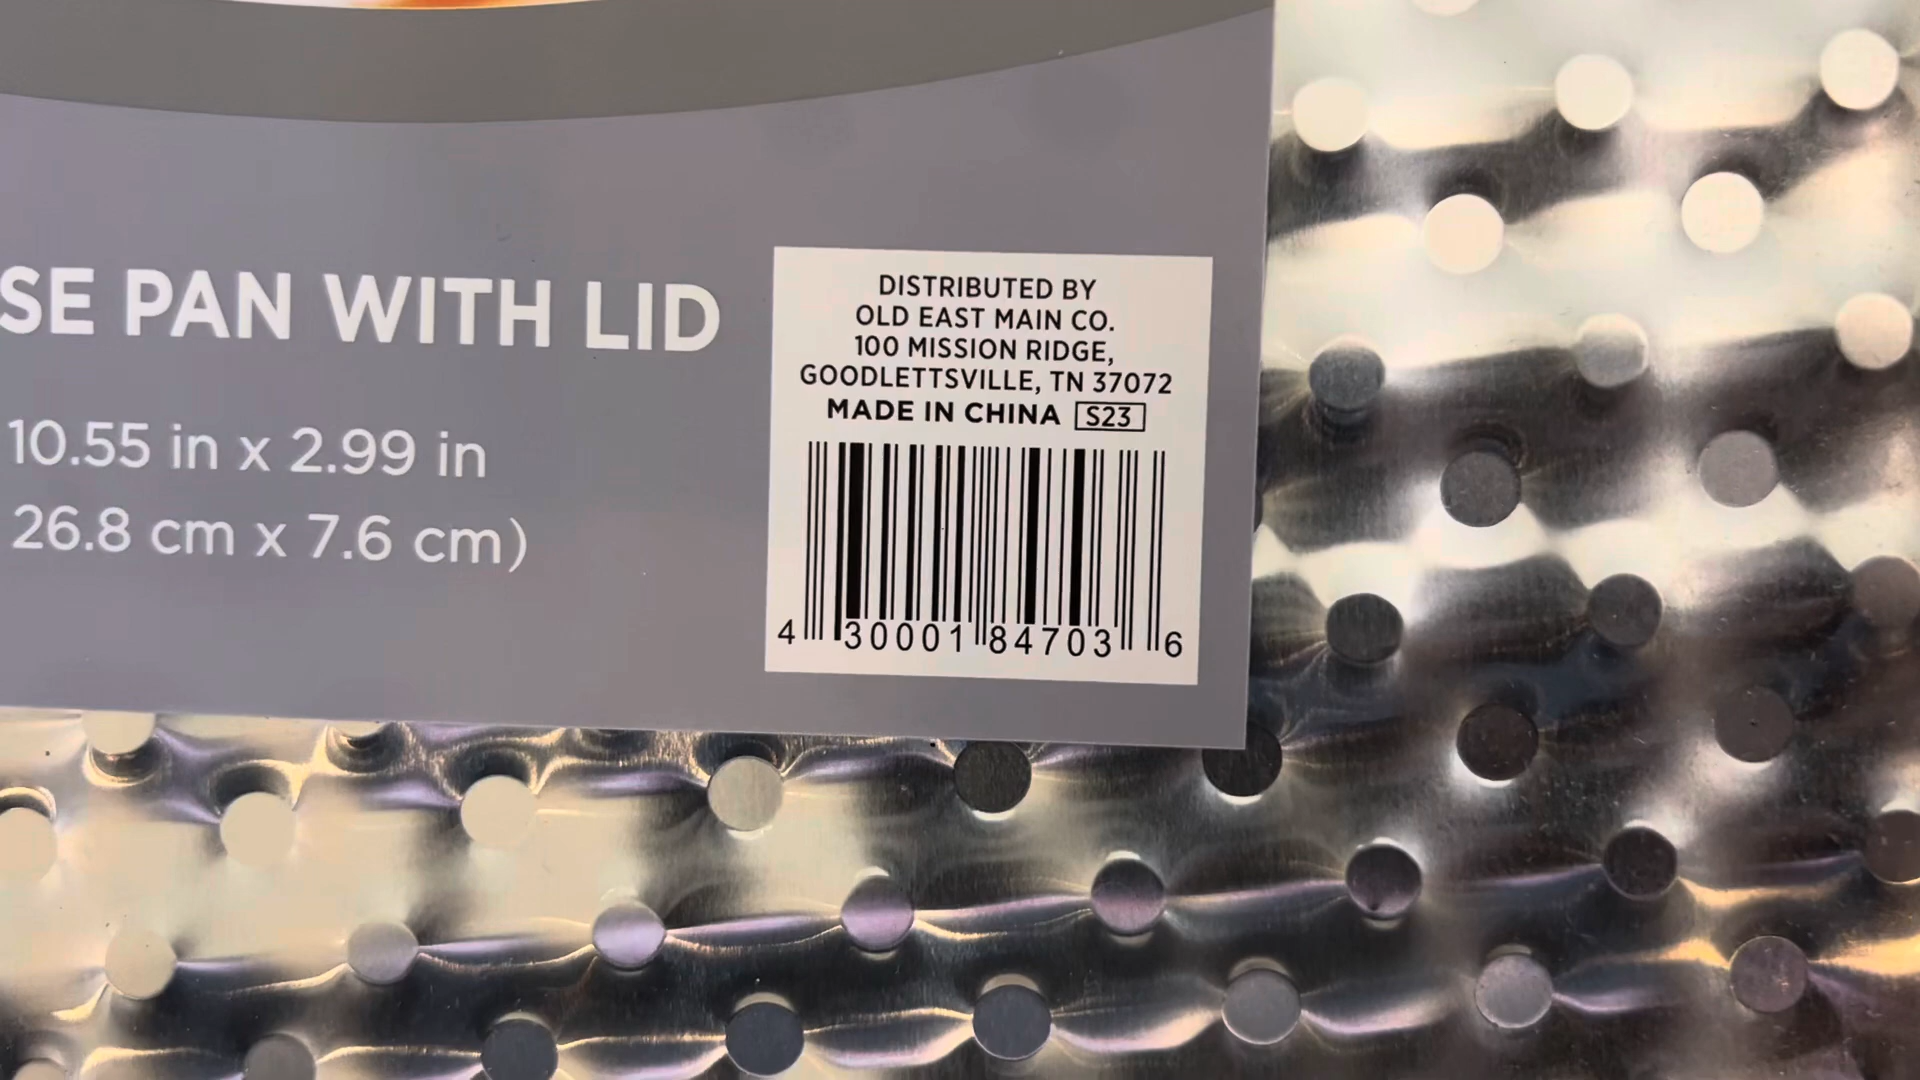 SE PAN WITH LID
10.55 in x 2.99 in
26.8 cm x 7.6 cm)
DISTRIBUTED BY
OLD EAST MAIN CO.
100 MISSION RIDGE,
GOODLETTSVILLE, TN 37072
MADE IN CHINA S23
4 30001 84703 6